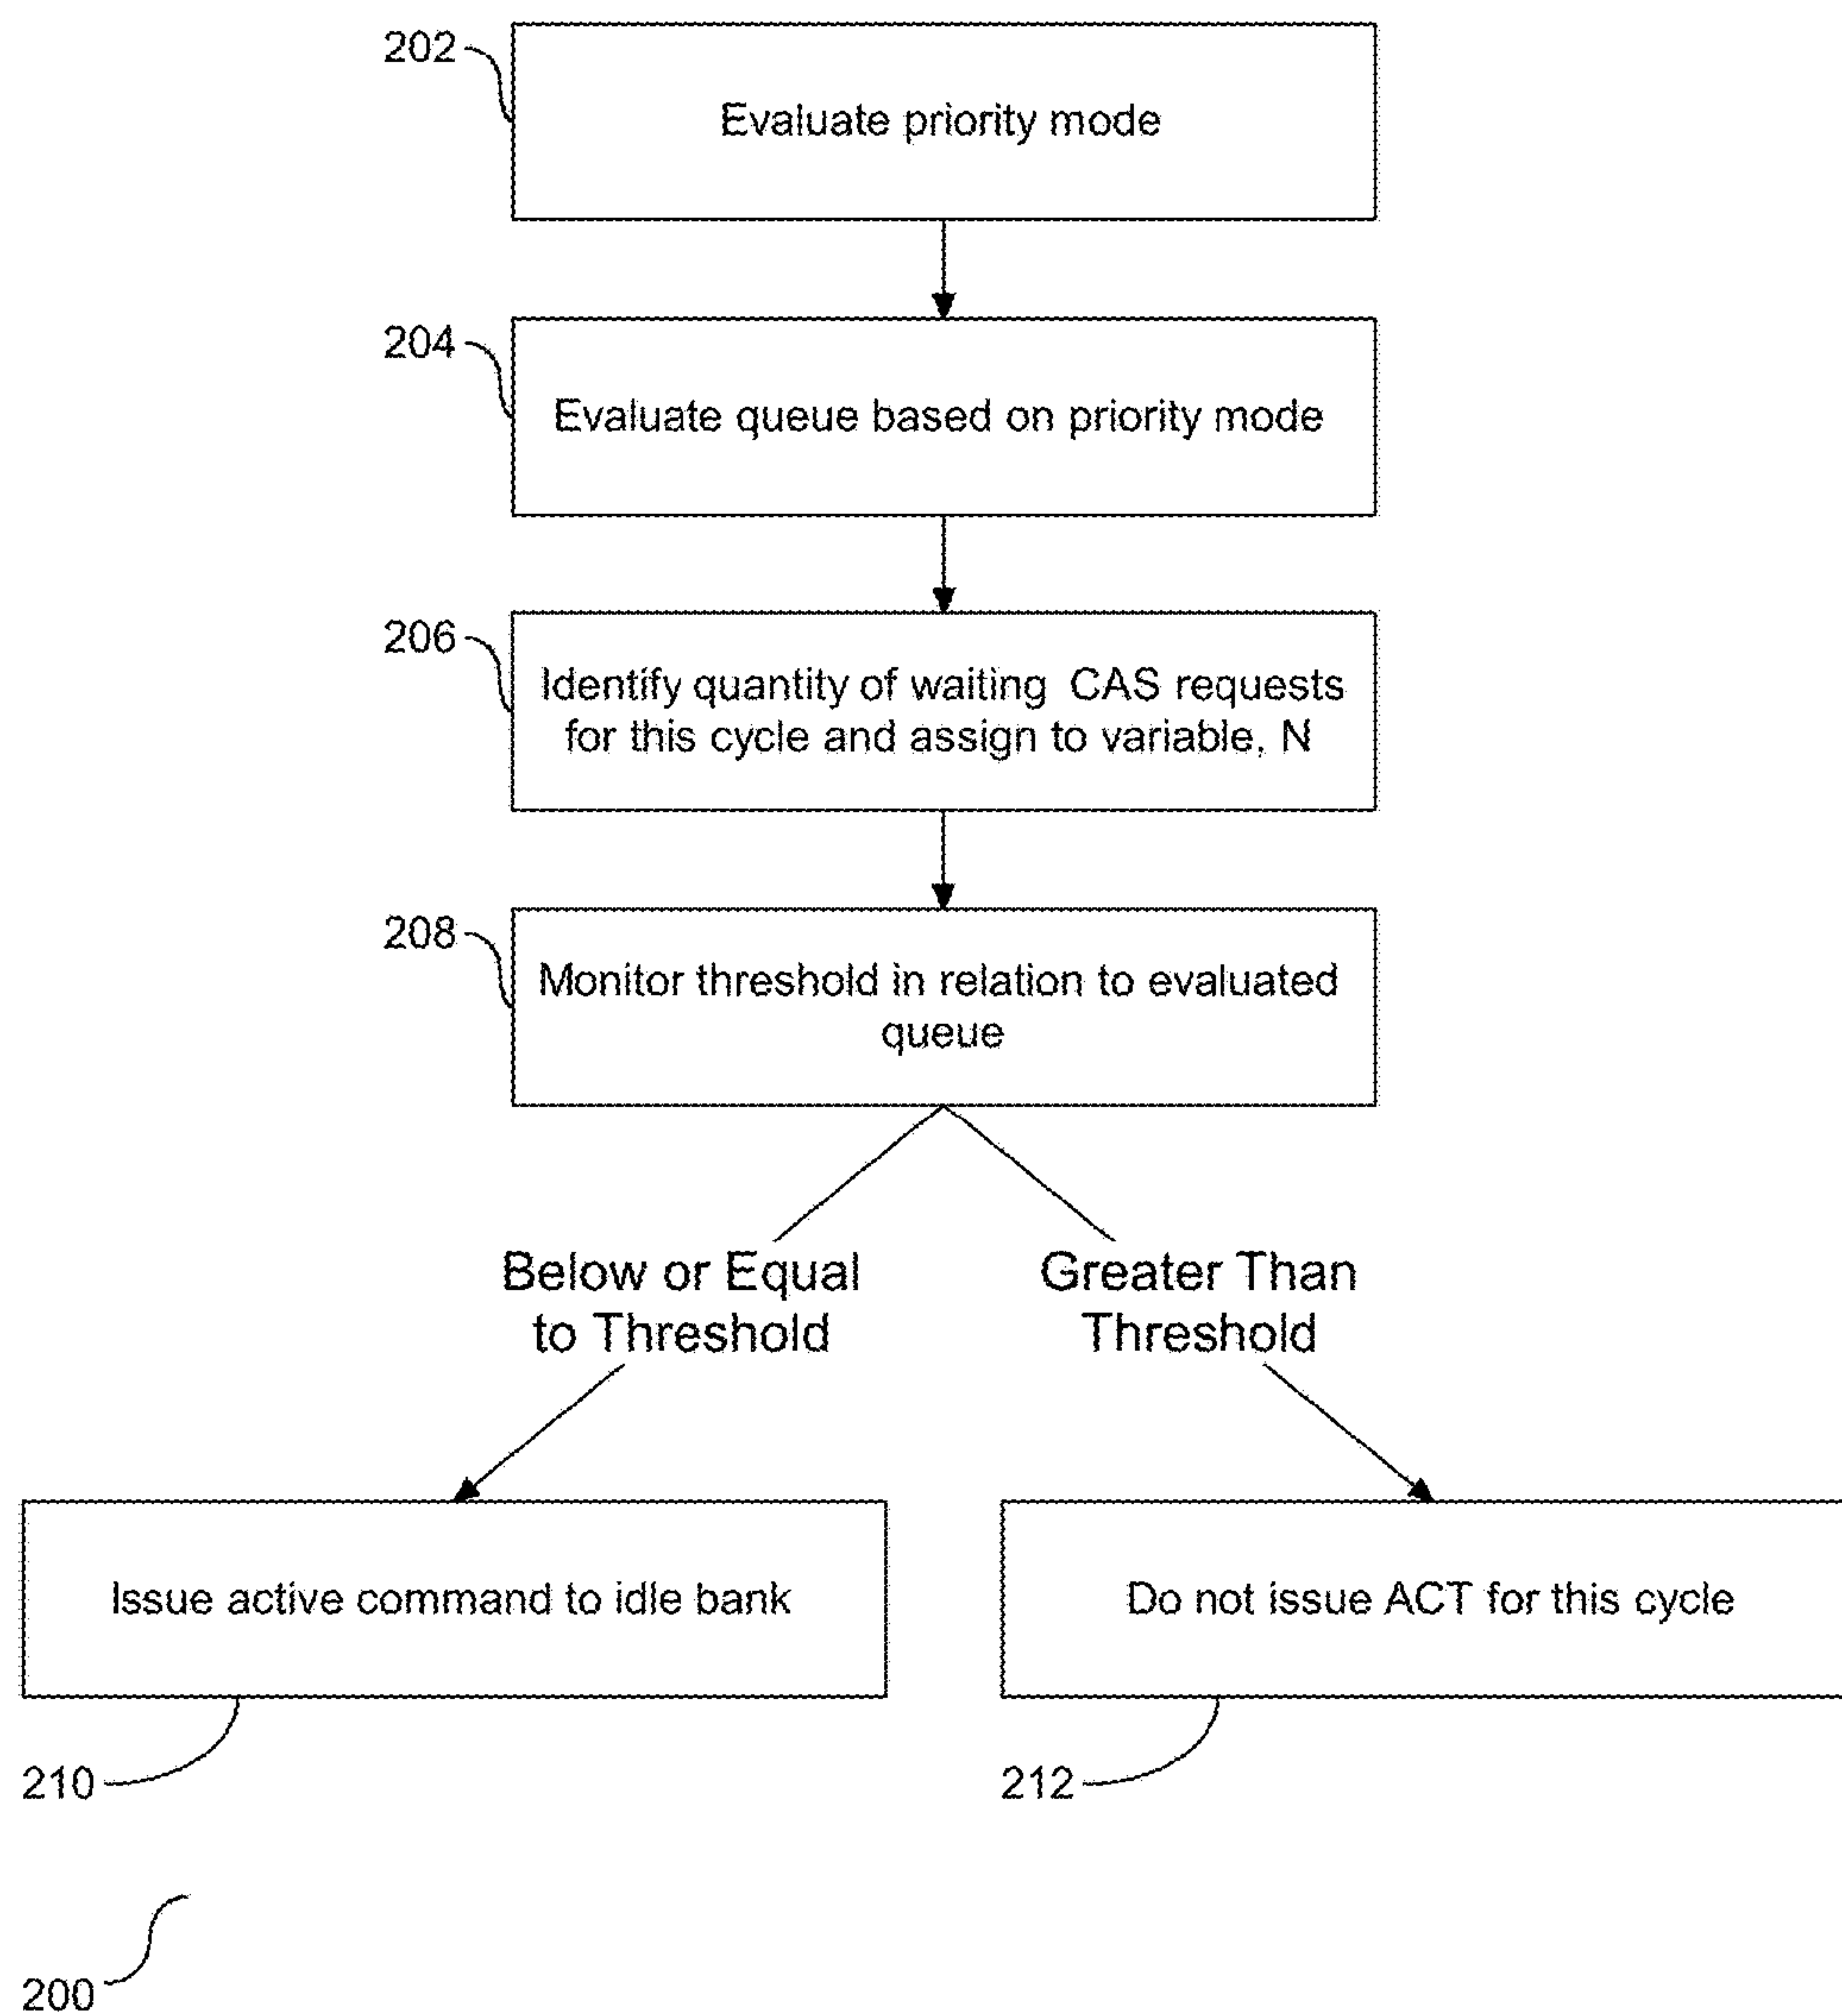 202
Evaluate priority mode
204
Evaluate queue based on priority mode
206
Identify quantity of waiting CAS requests
for this cycle and assign to variable, N
208
Monitor threshold in relation to evaluated
queue
Below or Equal
to Threshold
Greater Than
Threshold
Issue active command to idle bank
Do not issue ACT for this cycle
210
212
200